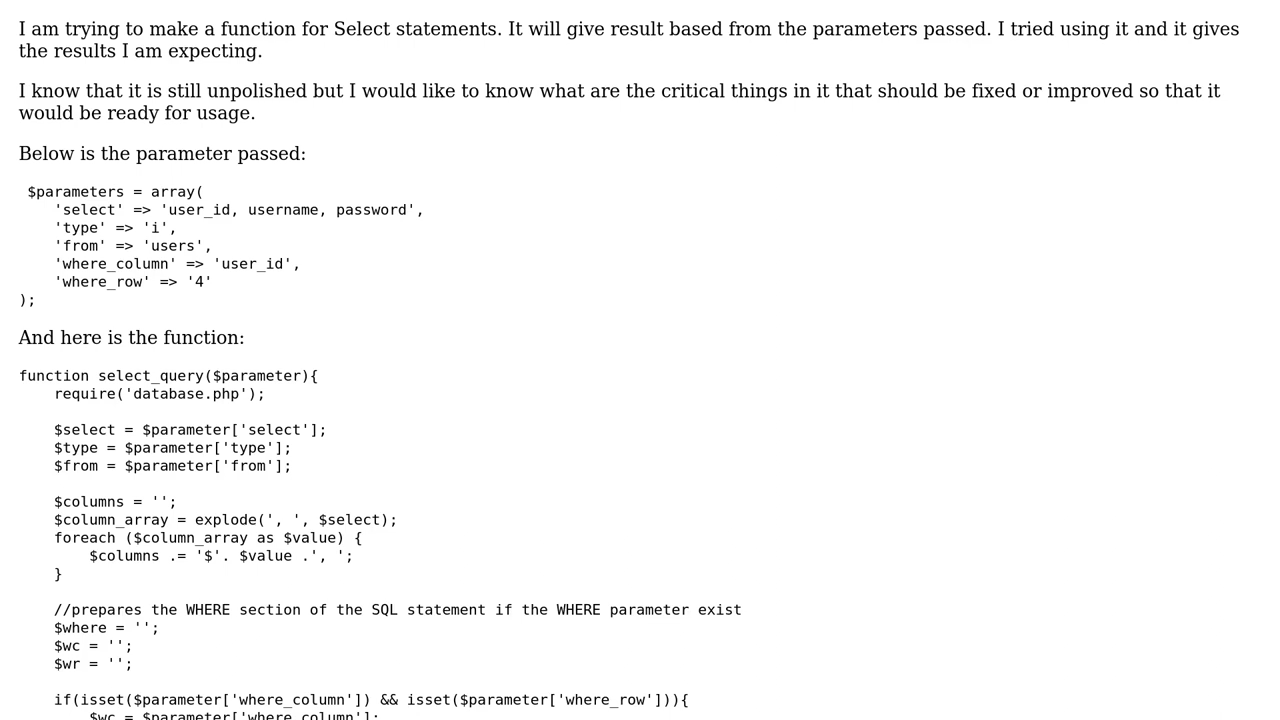 I am trying to make a function for Select statements. It will give result based from the parameters passed. I tried using it and it gives
the results I am expecting.
I know that it is still unpolished but I would like to know what are the critical things in it that should be fixed or improved so that it
would be ready for usage.
Below is the parameter passed:
$parameters = array(
'select' => 'user_id, username, password',
'type' => 'i',
'from' => 'users',
'where_column' => 'user_id',
'where_row' => '4'
);
And here is the function:
function select_query($parameter){
require('database.php');
$select = $parameter['select'];
$type = $parameter['type'];
$from = $parameter['from'];
$columns = '';
$column_array = explode(', ', $select);
foreach ($column_array as $value) {
$columns .= '$'. $value .', ';
}
//prepares the WHERE section of the SQL statement if the WHERE parameter exist
$where = '';
$wc = '';
$wr = '';
if(isset($parameter['where_column']) && isset($parameter['where_row'])){
$wc = $parameter['where_column'];